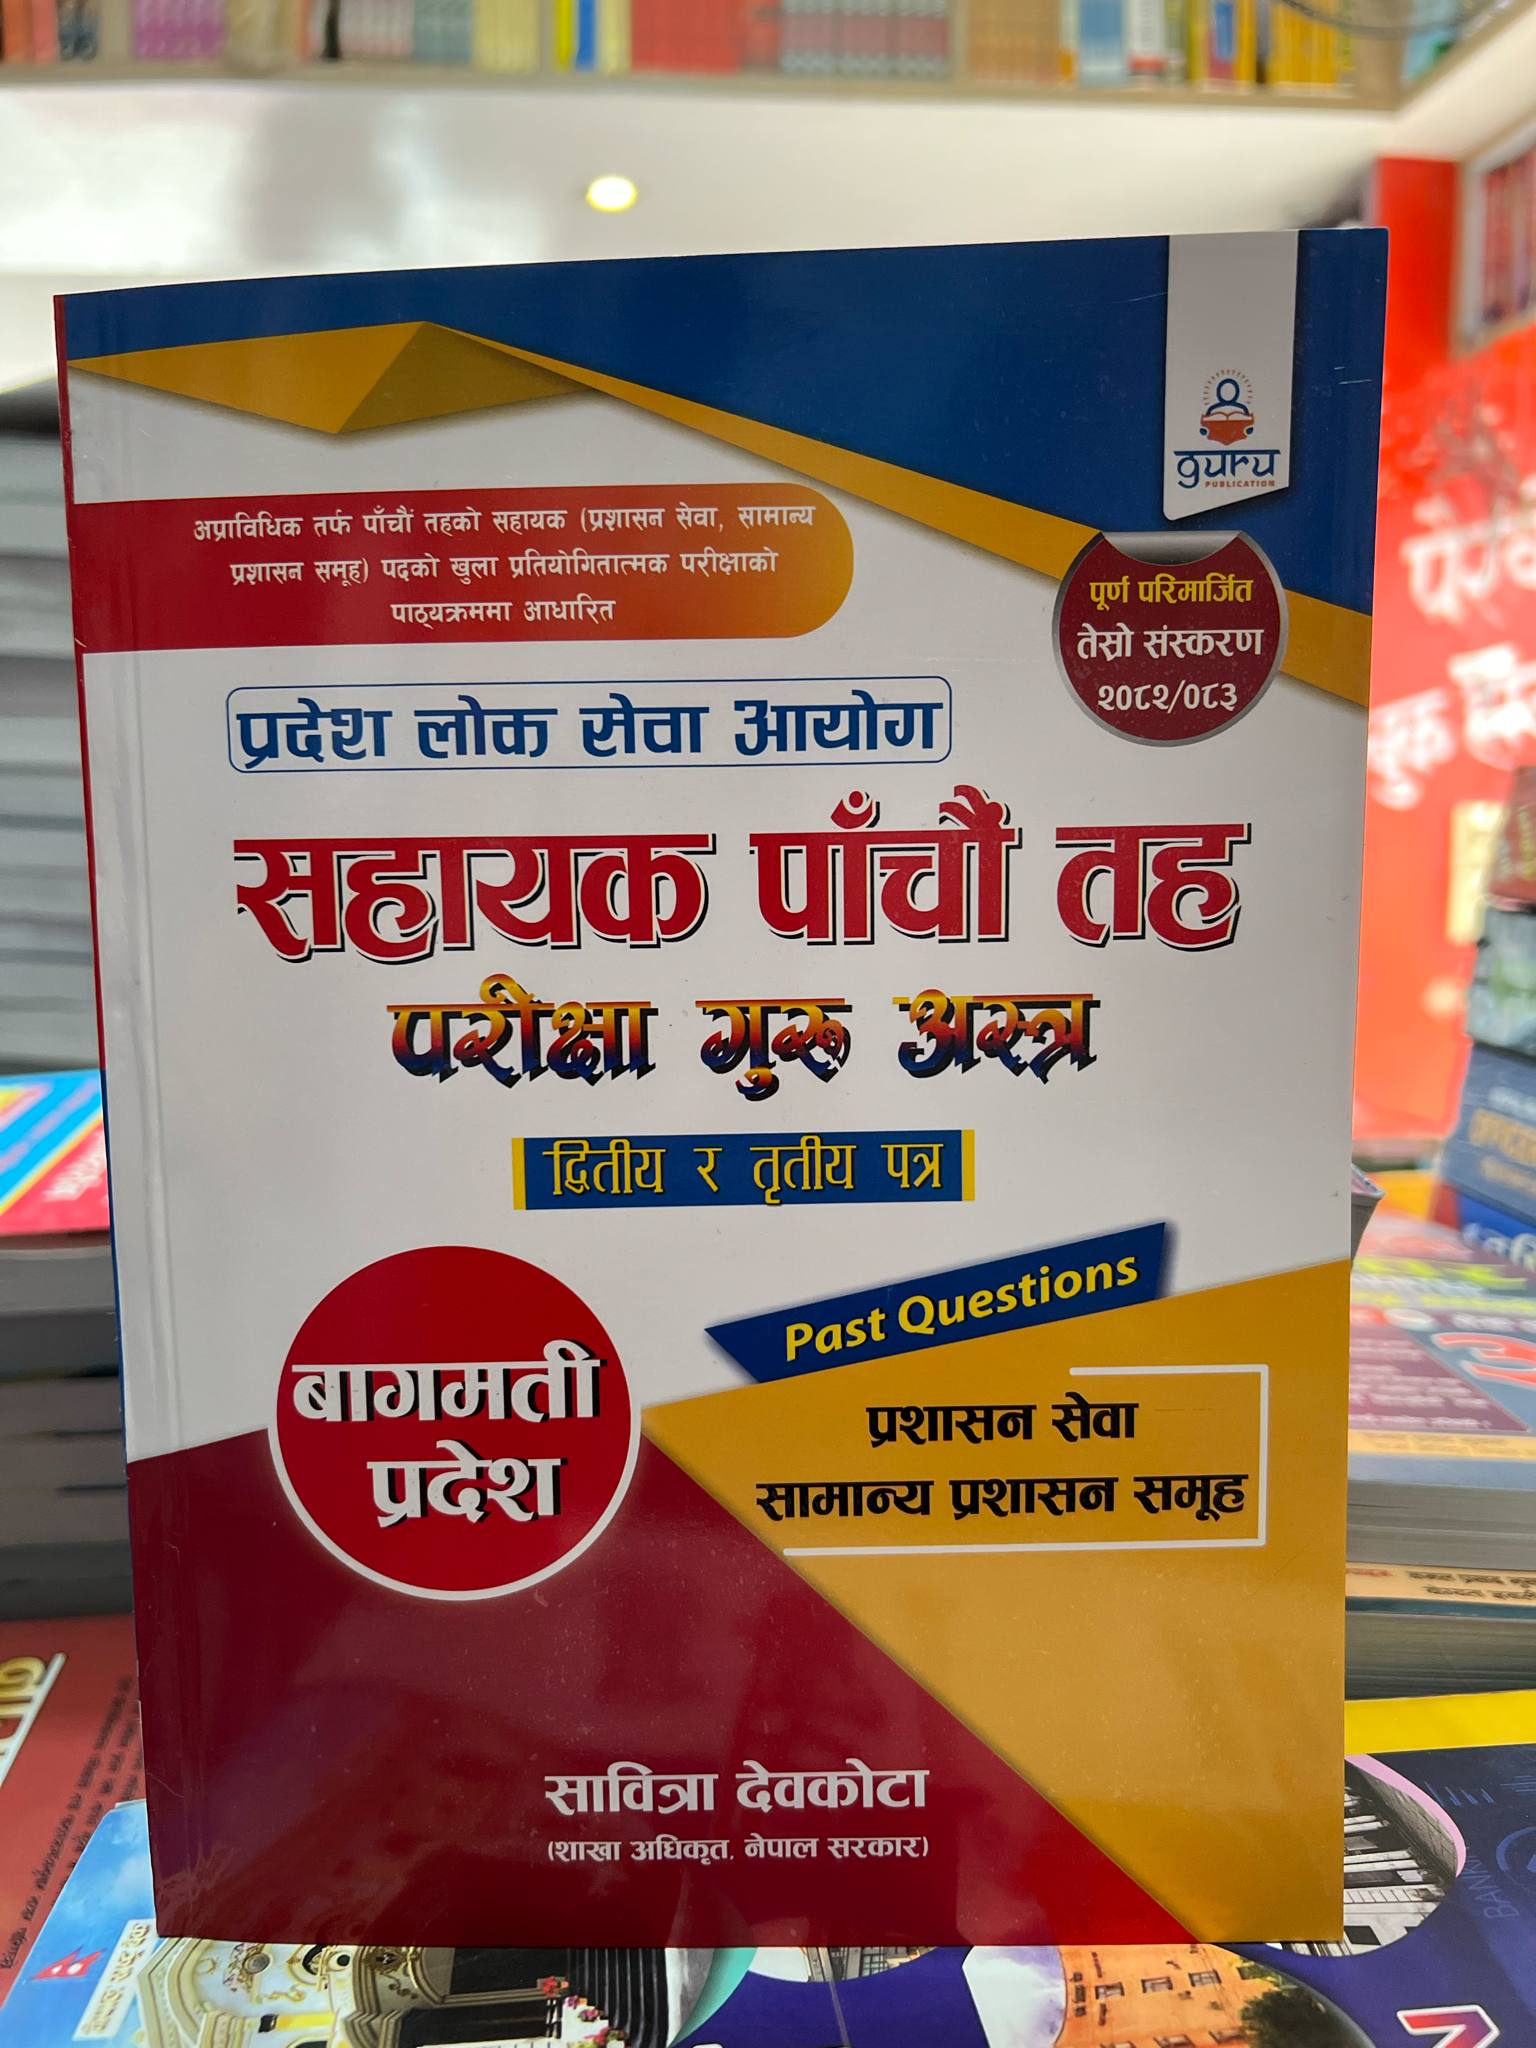 guru
PUBLICATION
अप्राविधिक तर्फ पाँचौं तहको सहायक (प्रशासन सेवा, सामान्य
प्रशासन समूह) पदको खुला प्रतियोगितात्मक परीक्षाको
पाठ्यक्रममा आधारित
पूर्ण परिमार्जित
तेस्रो संस्करण
२०८२/०८३
प्रदेश लोक सेवा आयोग
सहायक पाँचौं तह
परीक्षा गुरु अस्त्र
द्वितीय र तृतीय पत्र
Past Questions
बागमती
प्रदेश
प्रशासन सेवा
सामान्य प्रशासन समूह
सावित्रा देवकोटा
(शाखा अधिकृत, नेपाल सरकार)